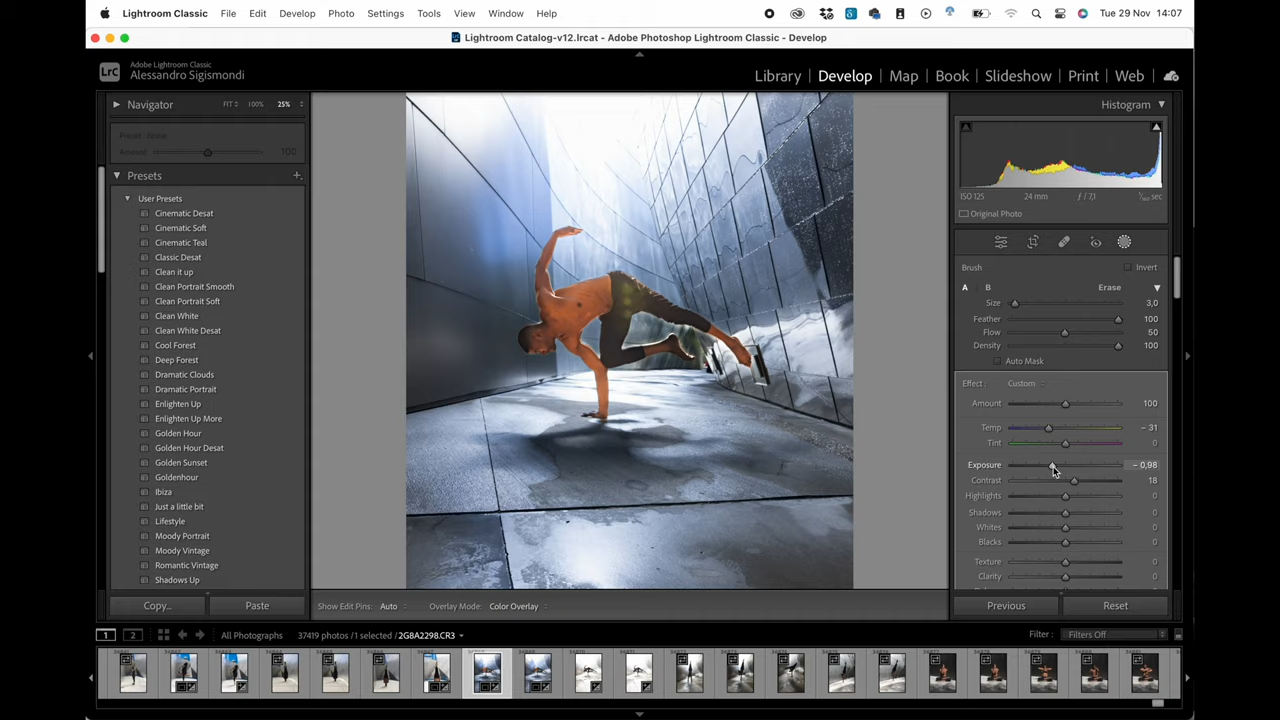 Lightroom Classic File Edit Develop Photo Settings Tools View Window Help Tue 29 Nov 14:07
Lightroom Catalog-v12.lrcat - Adobe Photoshop Lightroom Classic - Develop
LrC Adobe Lightroom Classic
Alessandro Sigismondi
Library | Develop | Map | Book | Slideshow | Print | Web
Navigator FIT 100% 25%
Amount 100
Presets +
User Presets
Cinematic Desat
Cinematic Soft
Cinematic Teal
Classic Desat
Clean it up
Clean Portrait Smooth
Clean Portrait Soft
Clean White
Clean White Desat
Cool Forest
Deep Forest
Dramatic Clouds
Dramatic Portrait
Enlighten Up
Enlighten Up More
Golden Hour
Golden Hour Desat
Golden Sunset
Goldenhour
Ibiza
Just a little bit
Lifestyle
Moody Portrait
Moody Vintage
Romantic Vintage
Shadows Up
Copy... Paste
Histogram
ISO 125 24 mm ƒ / 7,1
Original Photo
Brush Invert
A B Erase
Size 3,0
Feather 100
Flow 50
Density 100
Auto Mask
Effect : Custom
Amount 100
Temp – 31
Tint 0
Exposure – 0,98
Contrast 18
Highlights 0
Shadows 0
Whites 0
Blacks 0
Texture 0
Clarity 0
Previous Reset
Show Edit Pins: Auto Overlay Mode: Color Overlay
1 2 All Photographs 37419 photos /1 selected /2G8A2298.CR3
Filter : Filters Off